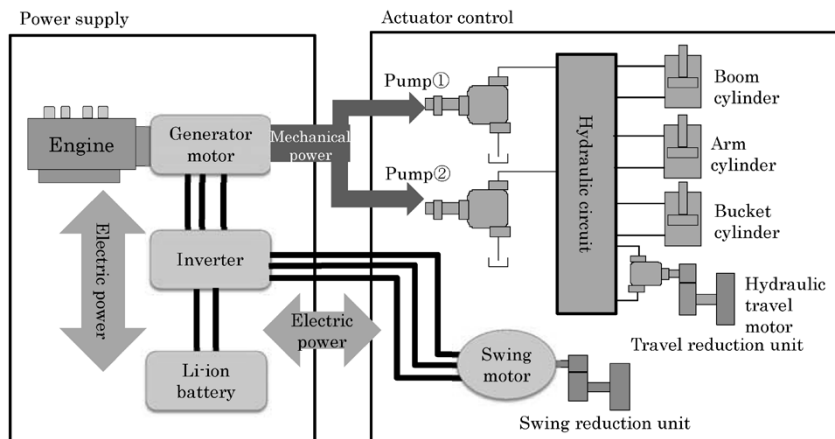 Power supply
Actuator control
Engine
Generator
motor
Mechanical
power
Pump①
Pump②
Hydraulic circuit
Boom
cylinder
Arm
cylinder
Bucket
cylinder
Hydraulic
travel
motor
Travel reduction unit
Electric power
Inverter
Electric
power
Li-ion
battery
Swing
motor
Swing reduction unit